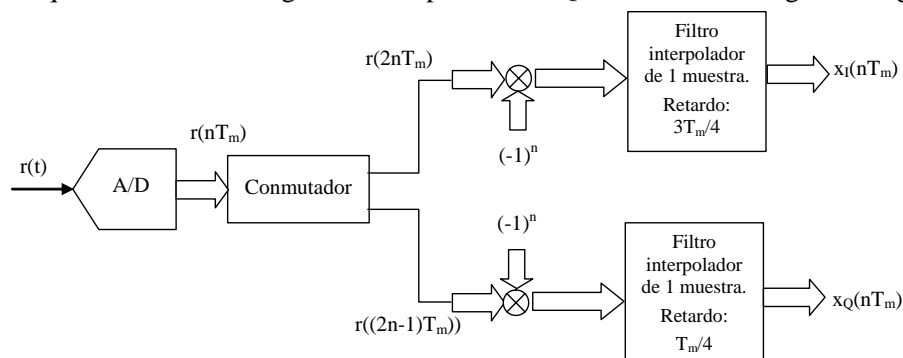 r(t)
A/D
r(nTm)
Conmutador
r(2nTm)
(-1)^n
Filtro
interpolador
de 1 muestra.
Retardo:
3Tm/4
xI(nTm)
(-1)^n
r((2n-1)Tm))
Filtro
interpolador
de 1 muestra.
Retardo:
Tm/4
xQ(nTm)